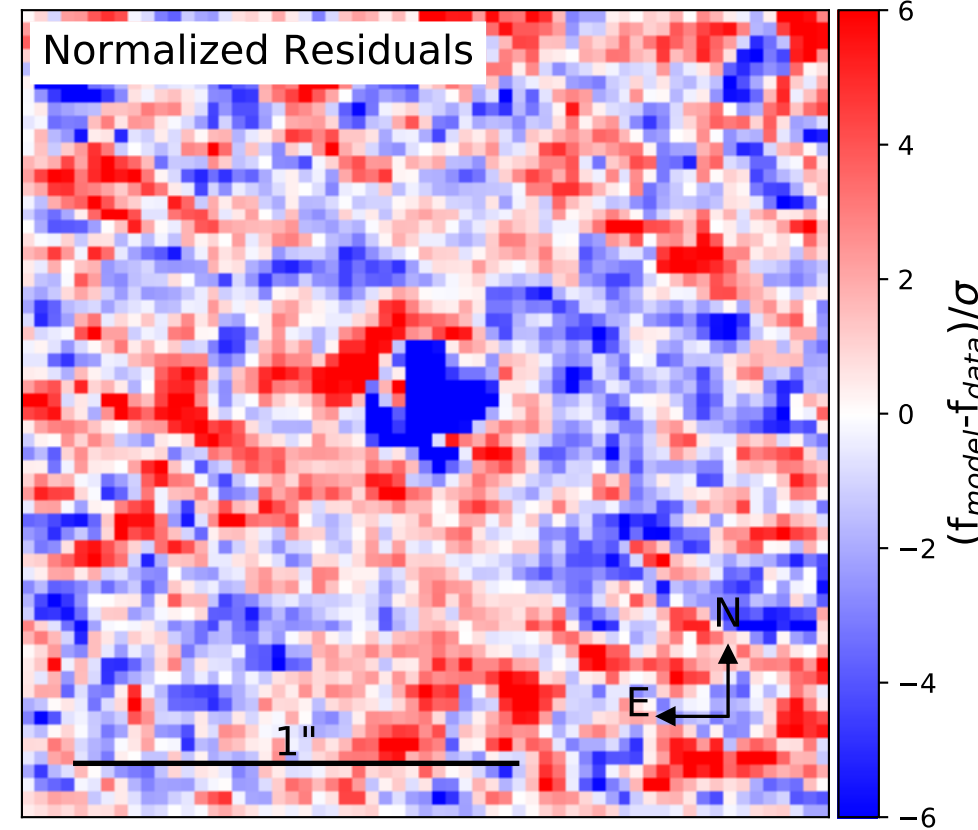 Normalized Residuals
6
4
2
0
−2
−4
−6
(f_model-f_data)/σ
N
E
1"